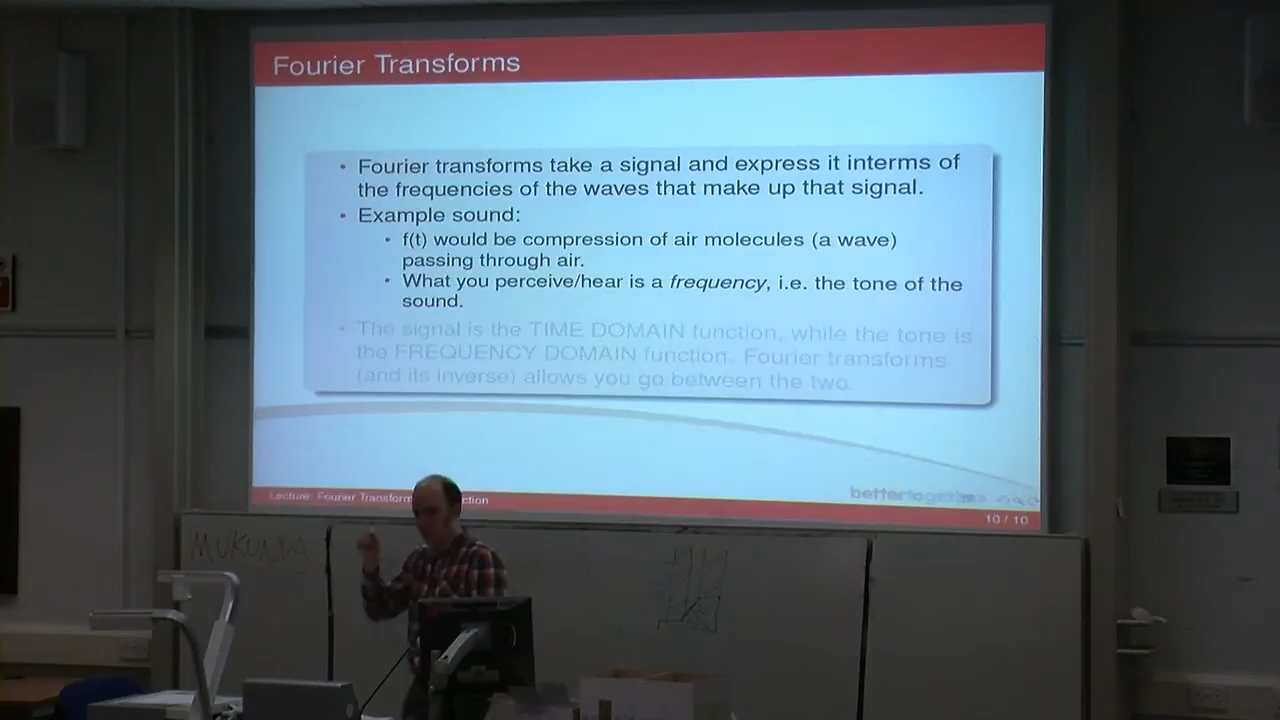 Fourier Transforms
• Fourier transforms take a signal and express it interms of
the frequencies of the waves that make up that signal.
• Example sound:
• f(t) would be compression of air molecules (a wave)
passing through air.
• What you perceive/hear is a frequency, i.e. the tone of the
sound.
• The signal is the TIME DOMAIN function, while the tone is
the FREQUENCY DOMAIN function. Fourier transforms
(and its inverse) allows you go between the two.
Lecture: Fourier Transform ction
10 / 10
MUKUNDA